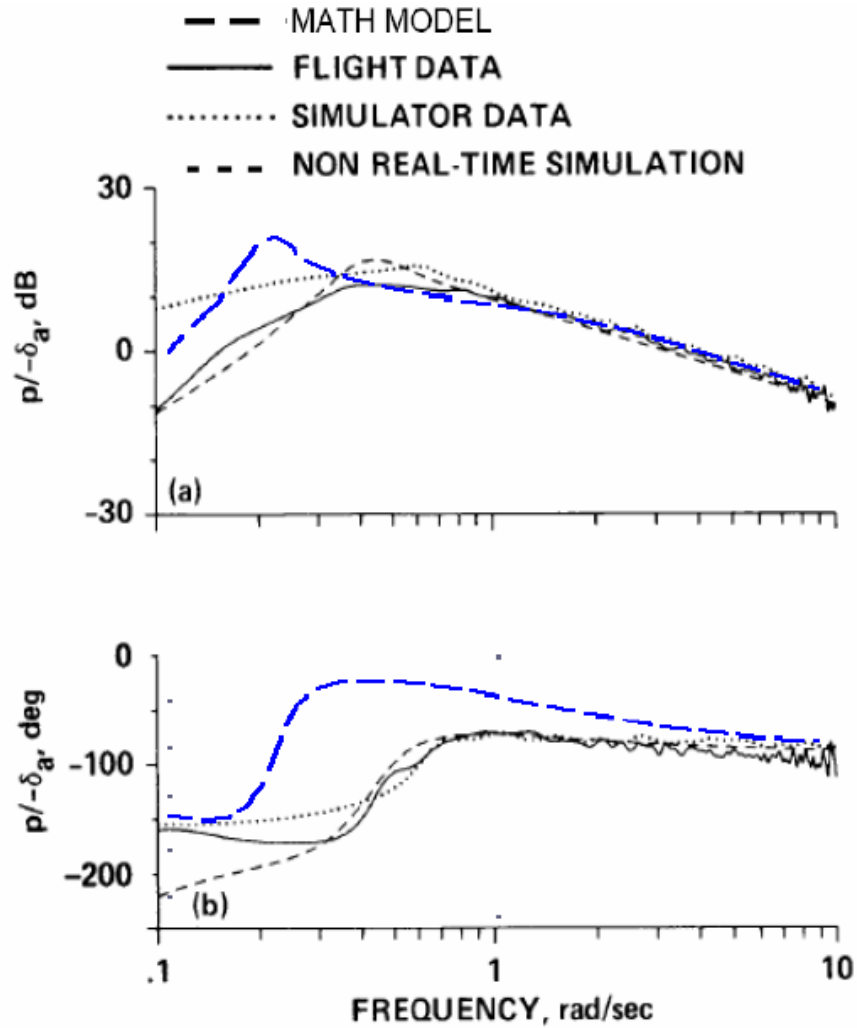 MATH MODEL
FLIGHT DATA
SIMULATOR DATA
NON REAL-TIME SIMULATION
30
0
-30
p/-δa, dB
(a)
0
-100
-200
p/-δa, deg
(b)
.1
1
10
FREQUENCY, rad/sec